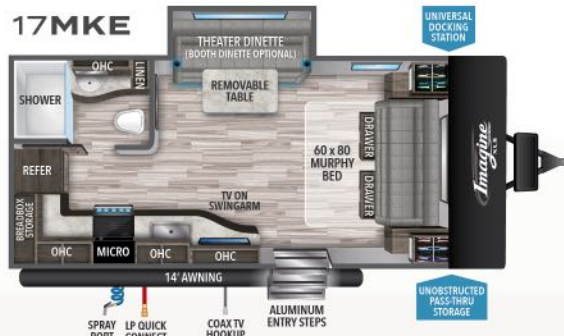 17MKE
UNIVERSAL
DOCKING
STATION
THEATER DINETTE
(BOOTH DINETTE OPTIONAL)
OHC
LINEN
REMOVABLE
TABLE
SHOWER
DRAWER
60 x 80
MURPHY
BED
DRAWER
Imagine
XLS
REFER
TV ON
SWINGARM
BREADBOX
STORAGE
OHC
MICRO
OHC
OHC
14' AWNING
UNOBSTRUCTED
PASS-THRU
STORAGE
SPRAY
PORT
LP QUICK
CONNECT
COAX TV
HOOKUP
ALUMINUM
ENTRY STEPS